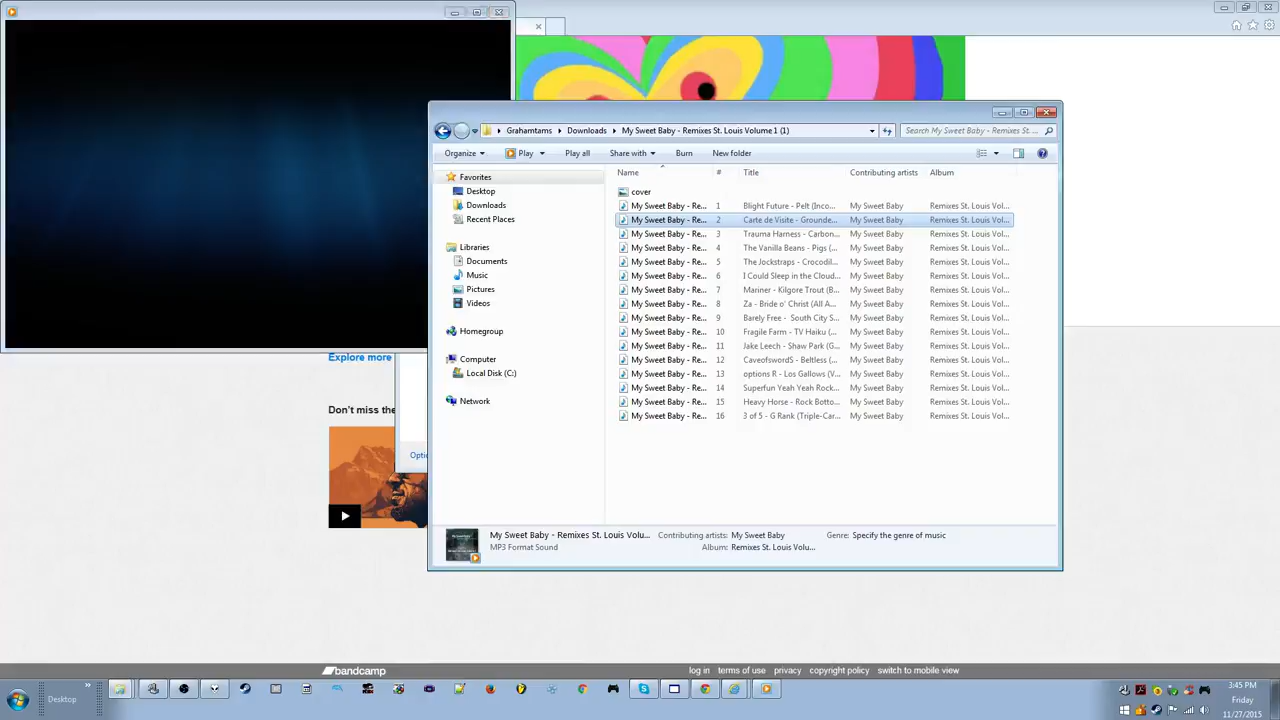 Grahamtams
Downloads
My Sweet Baby - Remixes St. Louis Volume 1 (1)
Search My Sweet Baby - Remixes St. ...
Organize
Play
Play all
Share with
Burn
New folder
Name
#
Title
Contributing artists
Album
Favorites
Desktop
Downloads
Recent Places
Libraries
Documents
Music
Pictures
Videos
Homegroup
Computer
Local Disk (C:)
Network
cover
My Sweet Baby - Re... 1 Blight Future - Pelt (Inco... My Sweet Baby Remixes St. Louis Vol...
My Sweet Baby - Re... 2 Carte de Visite - Grounde... My Sweet Baby Remixes St. Louis Vol...
My Sweet Baby - Re... 3 Trauma Harness - Carbon... My Sweet Baby Remixes St. Louis Vol...
My Sweet Baby - Re... 4 The Vanilla Beans - Pigs (... My Sweet Baby Remixes St. Louis Vol...
My Sweet Baby - Re... 5 The Jockstraps - Crocodil... My Sweet Baby Remixes St. Louis Vol...
My Sweet Baby - Re... 6 I Could Sleep in the Cloud... My Sweet Baby Remixes St. Louis Vol...
My Sweet Baby - Re... 7 Mariner - Kilgore Trout (B... My Sweet Baby Remixes St. Louis Vol...
My Sweet Baby - Re... 8 Za - Bride o' Christ (All A... My Sweet Baby Remixes St. Louis Vol...
My Sweet Baby - Re... 9 Barely Free - South City S... My Sweet Baby Remixes St. Louis Vol...
My Sweet Baby - Re... 10 Fragile Farm - TV Haiku (... My Sweet Baby Remixes St. Louis Vol...
My Sweet Baby - Re... 11 Jake Leech - Shaw Park (G... My Sweet Baby Remixes St. Louis Vol...
My Sweet Baby - Re... 12 CaveofswordS - Beltless (... My Sweet Baby Remixes St. Louis Vol...
My Sweet Baby - Re... 13 options R - Los Gallows (V... My Sweet Baby Remixes St. Louis Vol...
My Sweet Baby - Re... 14 Superfun Yeah Yeah Rock... My Sweet Baby Remixes St. Louis Vol...
My Sweet Baby - Re... 15 Heavy Horse - Rock Botto... My Sweet Baby Remixes St. Louis Vol...
My Sweet Baby - Re... 16 3 of 5 - G Rank (Triple-Car... My Sweet Baby Remixes St. Louis Vol...
Explore more
Don't miss the
Opti
My Sweet Baby - Remixes St. Louis Volu... Contributing artists: My Sweet Baby Genre: Specify the genre of music
MP3 Format Sound Album: Remixes St. Louis Volu...
bandcamp
log in terms of use privacy copyright policy switch to mobile view
Desktop
3:45 PM
Friday
11/27/2015